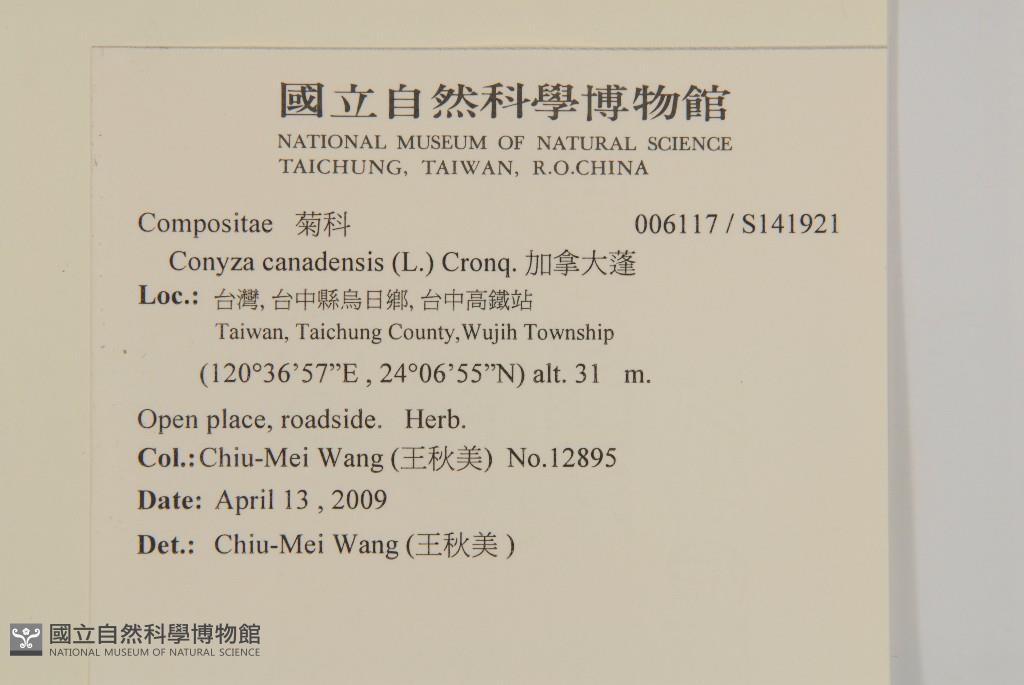 國立自然科學博物館
NATIONAL MUSEUM OF NATURAL SCIENCE
TAICHUNG, TAIWAN, R.O.CHINA
Compositae 菊科 006117 / S141921
Conyza canadensis (L.) Cronq. 加拿大蓬
Loc.: 台灣, 台中縣烏日鄉, 台中高鐵站
Taiwan, Taichung County,Wujih Township
(120°36’57”E , 24°06’55”N) alt. 31 m.
Open place, roadside. Herb.
Col.: Chiu-Mei Wang (王秋美) No.12895
Date: April 13 , 2009
Det.: Chiu-Mei Wang (王秋美 )
國立自然科學博物館
NATIONAL MUSEUM OF NATURAL SCIENCE